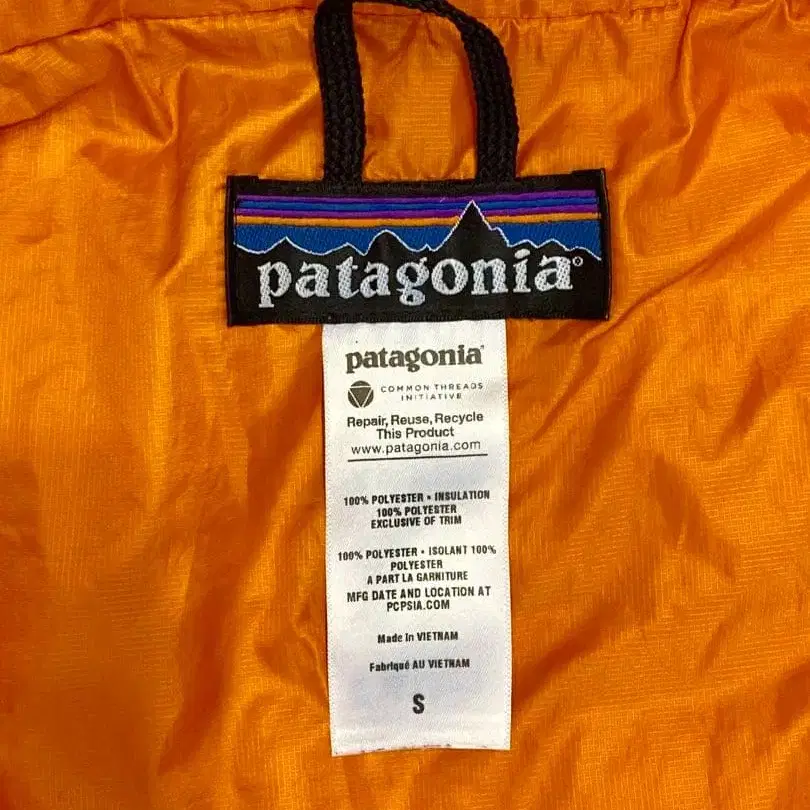 patagonia®
patagonia®
COMMON THREADS
INITIATIVE
Repair, Reuse, Recycle
This Product
www.patagonia.com
100% POLYESTER • INSULATION
100% POLYESTER
EXCLUSIVE OF TRIM
100% POLYESTER • ISOLANT 100%
POLYESTER
A PART LA GARNITURE
MFG DATE AND LOCATION AT
PCPSIA.COM
Made In VIETNAM
Fabriqué AU VIETNAM
S